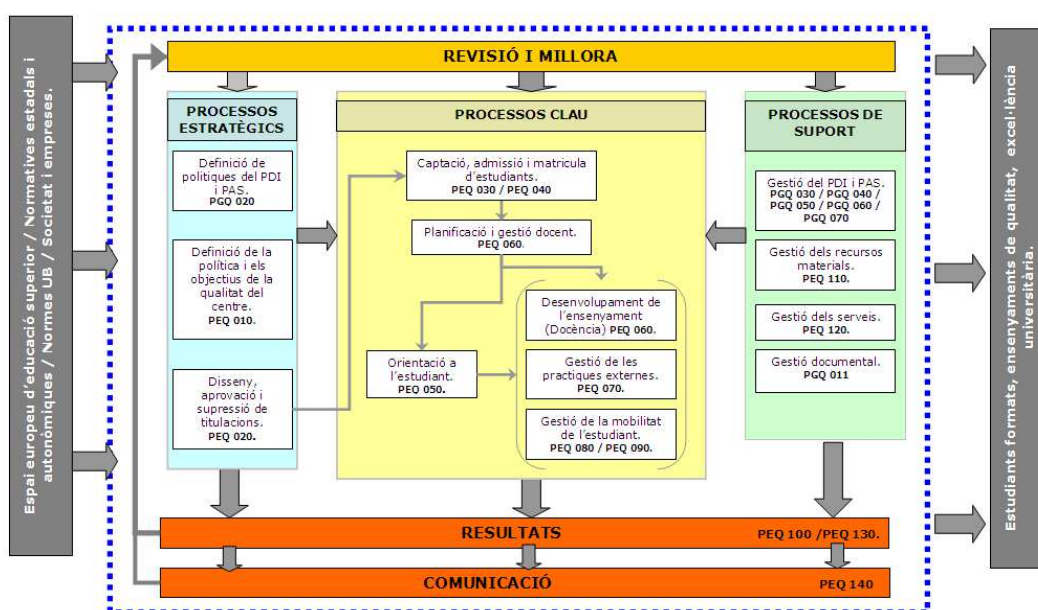 Espai europeu d'educació superior / Normatives estadals i
autonòmiques / Normes UB / Societat i empreses.
REVISIÓ I MILLORA
PROCESSOS
ESTRATÈGICS
Definició de
politiques del PDI
i PAS.
PGQ 020
Definició de la
política i els
objectius de la
qualitat del
centre.
PEQ 010.
Disseny,
aprovació i
supressió de
titulacions.
PEQ 020.
PROCESSOS CLAU
Captació, admissió i matricula
d'estudiants.
PEQ 030 / PEQ 040
Planificació i gestió docent.
PEQ 060.
Orientació a
l'estudiant.
PEQ 050.
Desenvolupament de
l'ensenyament
(Docència) PEQ 060.
Gestió de les
practiques externes.
PEQ 070.
Gestió de la mobilitat
de l'estudiant.
PEQ 080 / PEQ 090.
PROCESSOS DE
SUPORT
Gestió del PDI i PAS.
PGQ 030 / PGQ 040 /
PGQ 050 / PGQ 060 /
PGQ 070
Gestió dels recursos
materials.
PEQ 110.
Gestió dels serveis.
PEQ 120.
Gestió documental.
PGQ 011
RESULTATS
PEQ 100 /PEQ 130.
COMUNICACIÓ
PEQ 140
Estudiants formats, ensenyaments de qualitat, excel·lència
universitària.